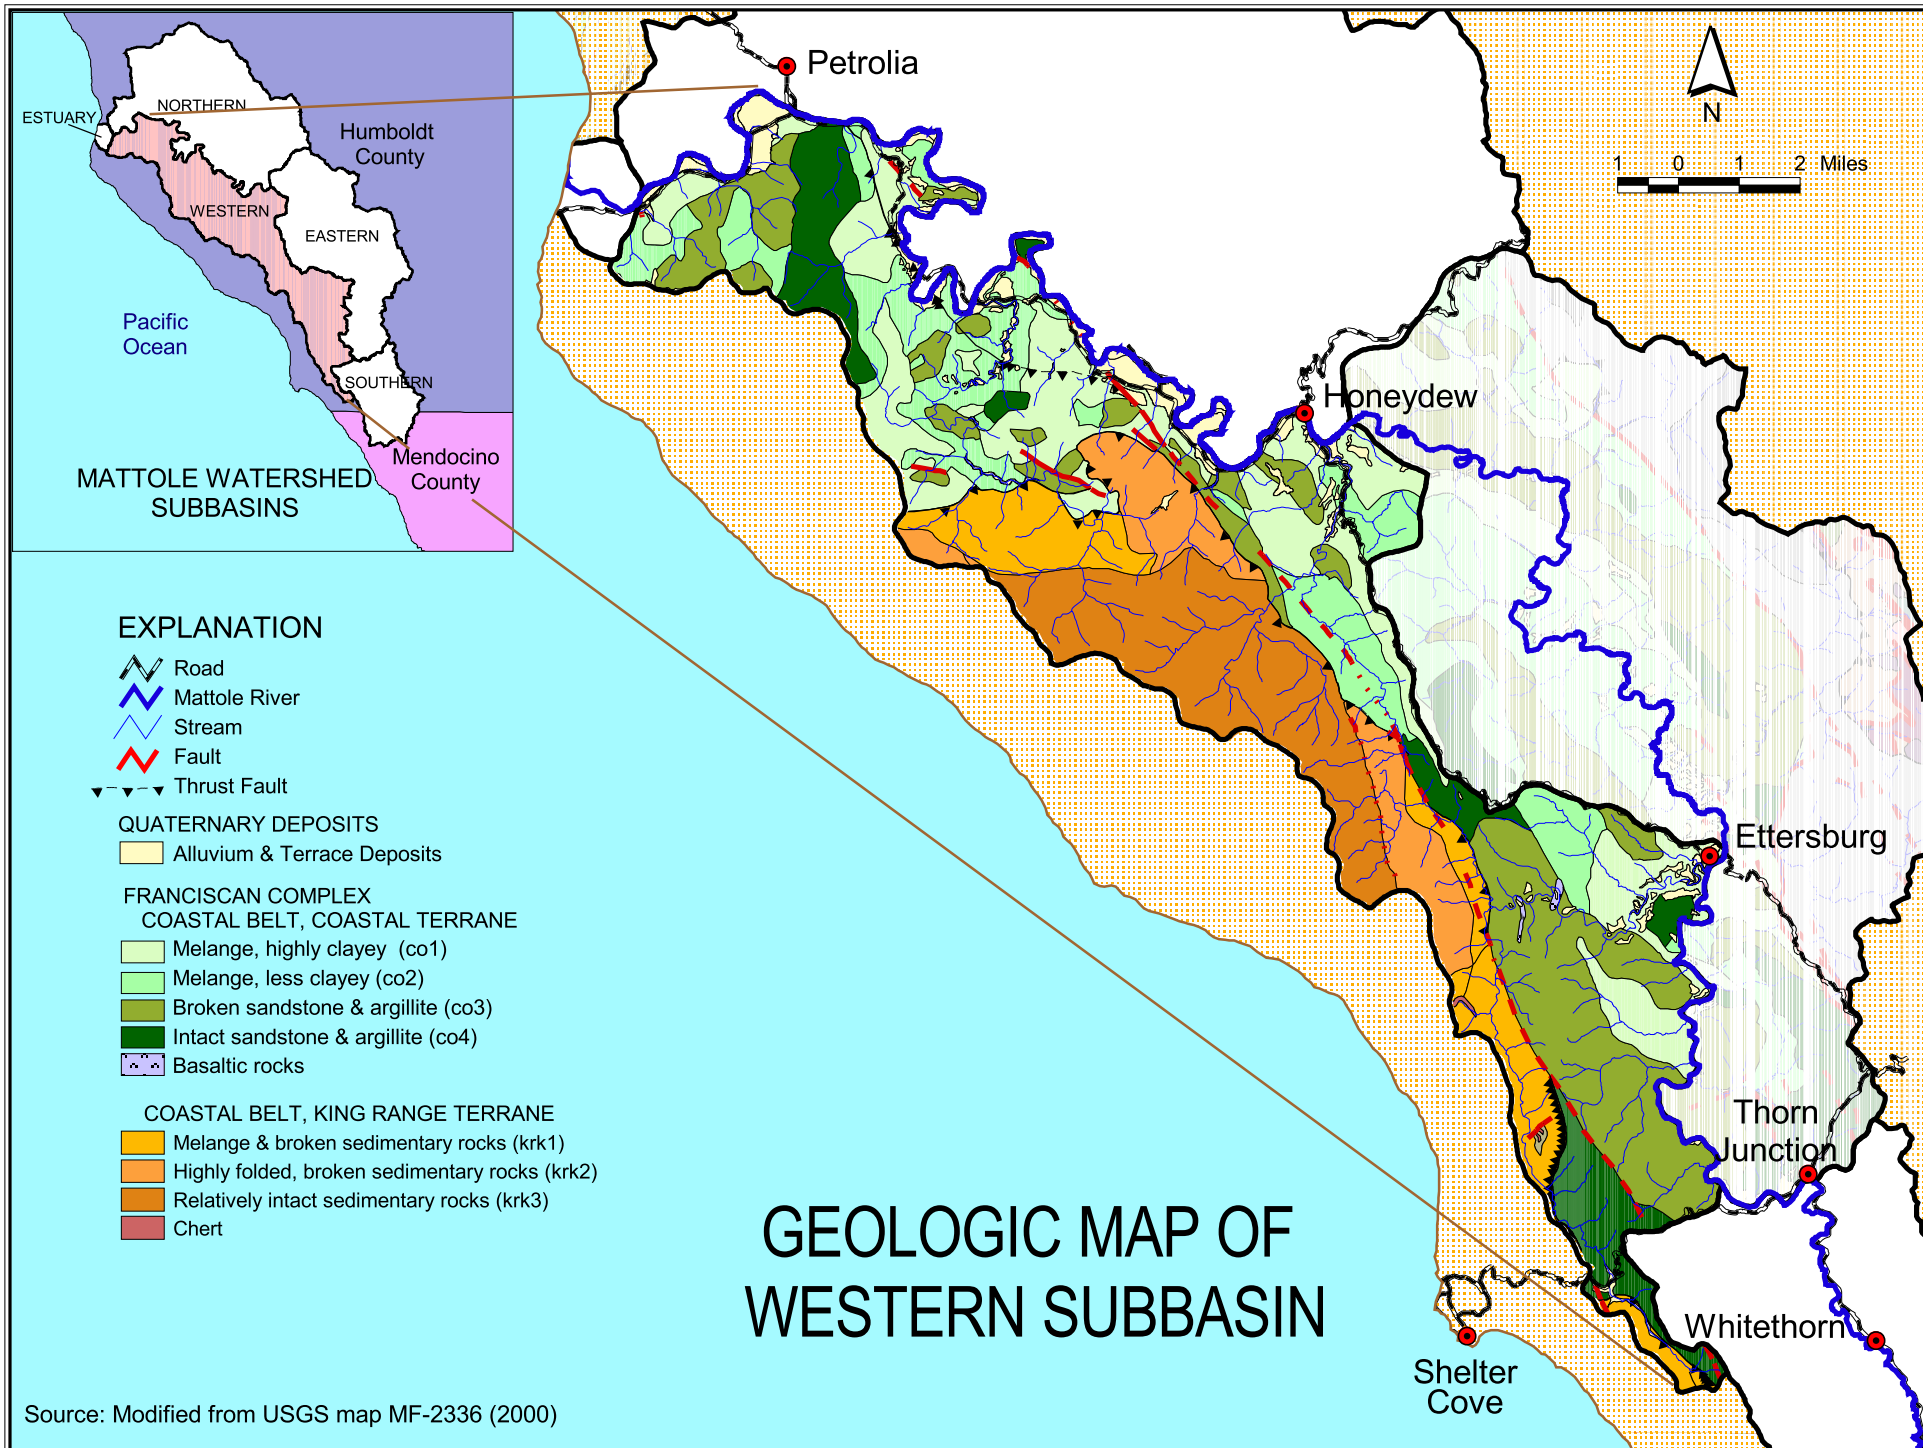 NORTHERN
ESTUARY
Humboldt
County
WESTERN
EASTERN
Pacific
Ocean
SOUTHERN
Mendocino
County
MATTOLE WATERSHED
SUBBASINS
Petrolia
N
1 0 1 2 Miles
Honeydew
Ettersburg
Thorn
Junction
Whitethorn
Shelter
Cove
EXPLANATION
Road
Mattole River
Stream
Fault
Thrust Fault
QUATERNARY DEPOSITS
Alluvium & Terrace Deposits
FRANCISCAN COMPLEX
COASTAL BELT, COASTAL TERRANE
Melange, highly clayey (co1)
Melange, less clayey (co2)
Broken sandstone & argillite (co3)
Intact sandstone & argillite (co4)
Basaltic rocks
COASTAL BELT, KING RANGE TERRANE
Melange & broken sedimentary rocks (krk1)
Highly folded, broken sedimentary rocks (krk2)
Relatively intact sedimentary rocks (krk3)
Chert
GEOLOGIC MAP OF
WESTERN SUBBASIN
Source: Modified from USGS map MF-2336 (2000)